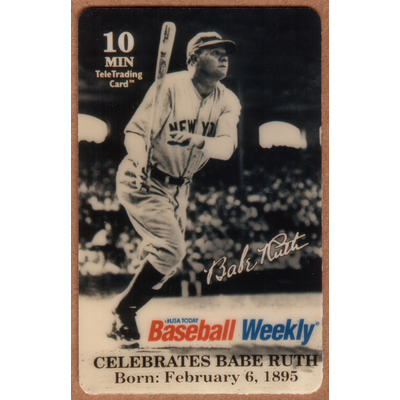 10
MIN
TeleTrading
Card™
NEW YORK
Babe Ruth
USA TODAY
Baseball Weekly®
CELEBRATES BABE RUTH
Born: February 6, 1895